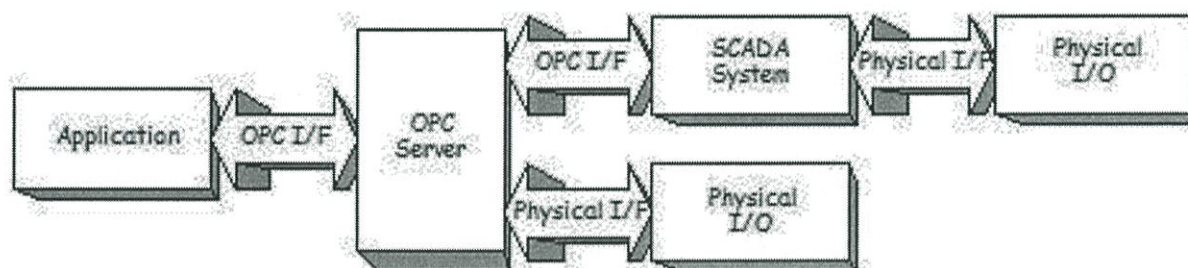 Application
OPC I/F
OPC
Server
OPC I/F
SCADA
System
Physical I/F
Physical
I/O
Physical I/F
Physical
I/O